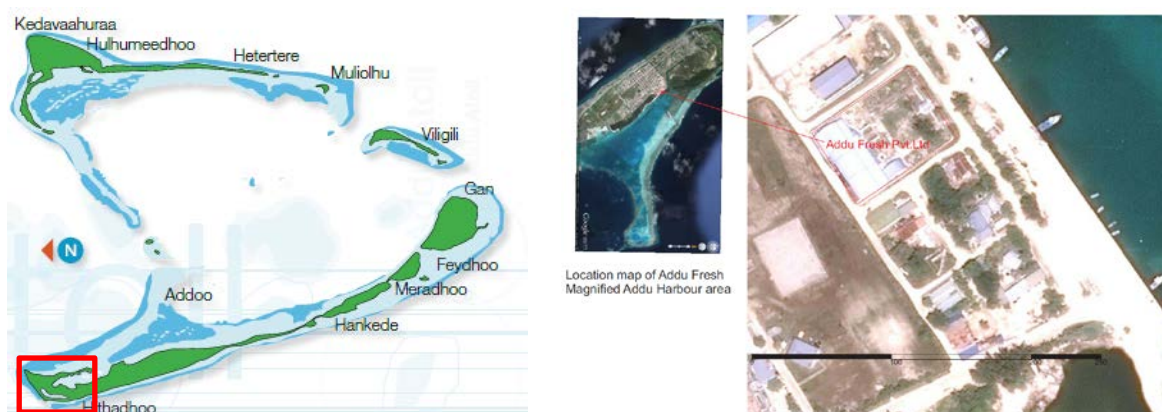 Kedavaahuraa
Hulhumeedhoo
Hetertere
Muliolhu
Viligili
Gan
N
Feydhoo
Addoo
Meradhoo
Hankede
Hithadhoo
Addu Fresh Pvt.Ltd
Location map of Addu Fresh
Magnified Addu Harbour area